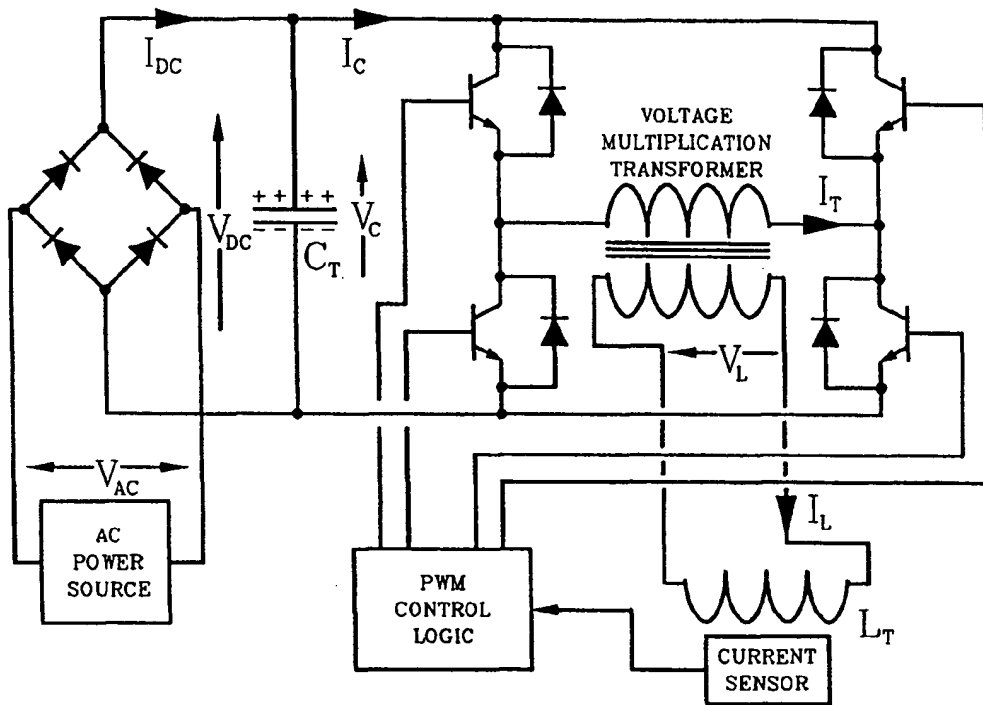 I_DC
I_C
VOLTAGE
MULTIPLICATION
TRANSFORMER
I_T
+ + + +
V_DC
V_C
– – – –
C_T
V_L
V_AC
I_L
AC
POWER
SOURCE
PWM
CONTROL
LOGIC
L_T
CURRENT
SENSOR